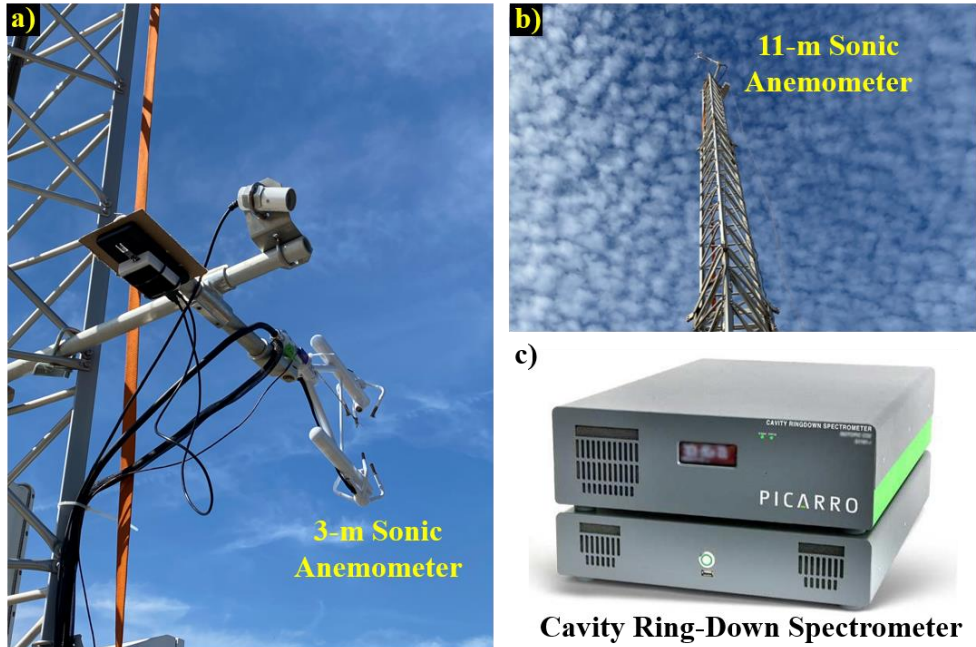 a)
3-m Sonic
Anemometer
b)
11-m Sonic
Anemometer
c)
CAVITY RINGDOWN SPECTROMETER
PICARRO
Cavity Ring-Down Spectrometer